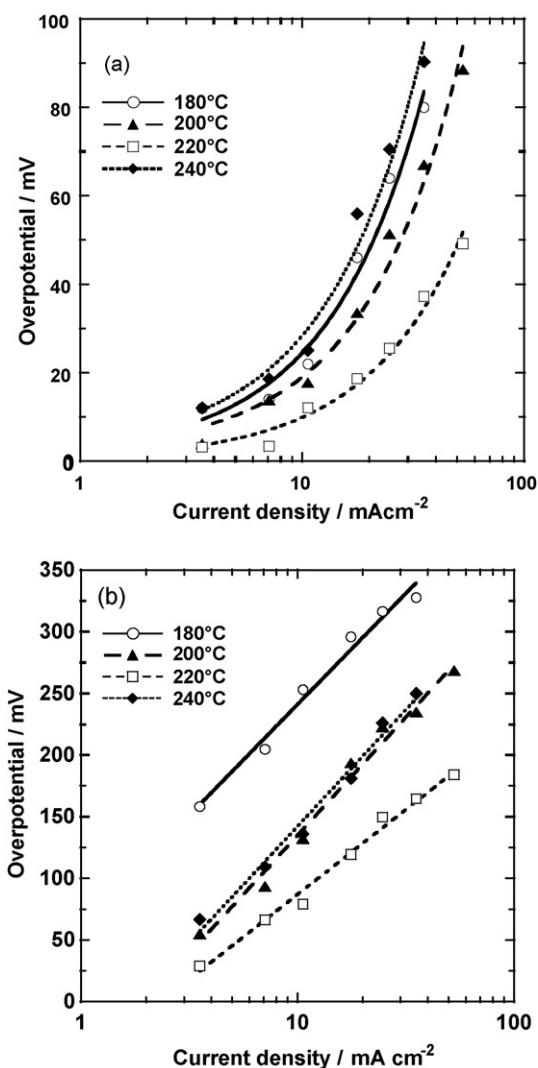 100
(a)
180°C
200°C
220°C
240°C
80
60
40
20
0
Overpotential / mV
1
10
100
Current density / mAcm⁻²
350
(b)
180°C
200°C
220°C
240°C
300
250
200
150
100
50
0
Overpotential / mV
1
10
100
Current density / mA cm⁻²